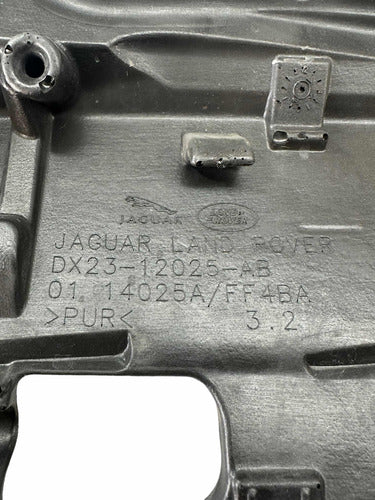 JAGUAR LAND ROVER
JAGUAR LAND ROVER
DX23-12025-AB
01 14025A/FF4BA
>PUR< 3.2